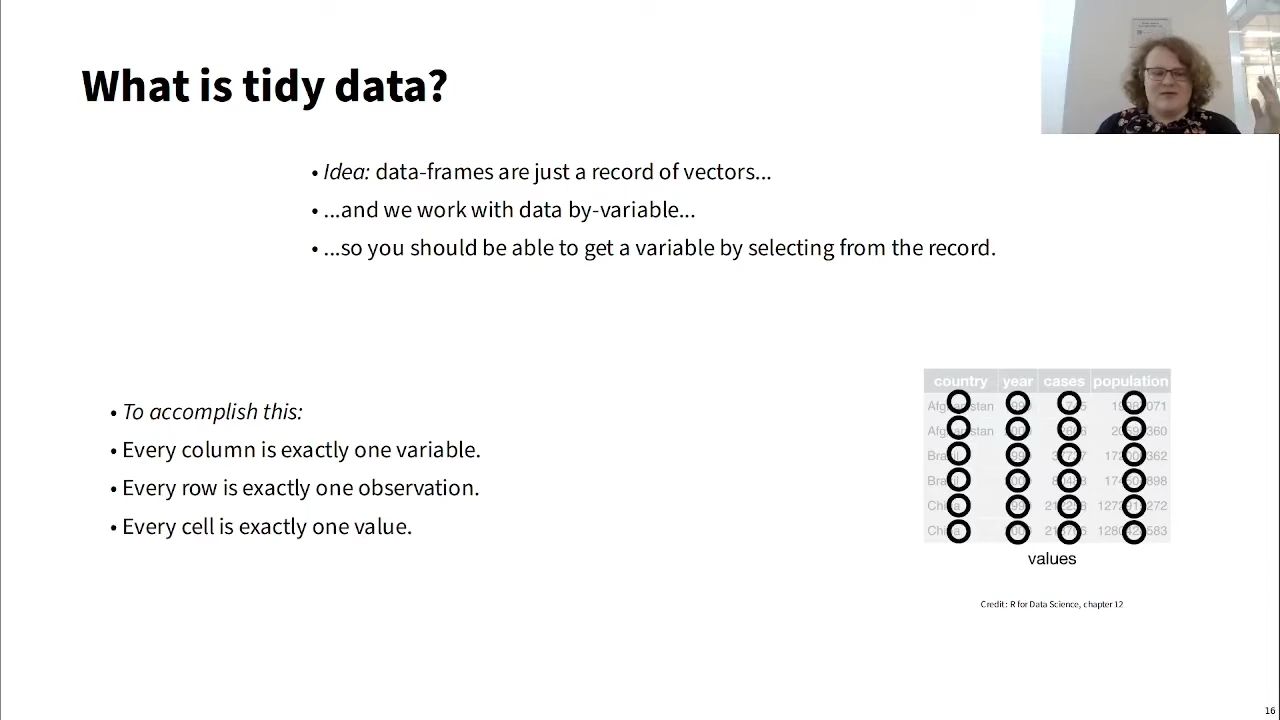 What is tidy data?
• Idea: data-frames are just a record of vectors...
• ...and we work with data by-variable...
• ...so you should be able to get a variable by selecting from the record.
• To accomplish this:
• Every column is exactly one variable.
• Every row is exactly one observation.
• Every cell is exactly one value.
country year cases population
values
Credit: R for Data Science, chapter 12
16